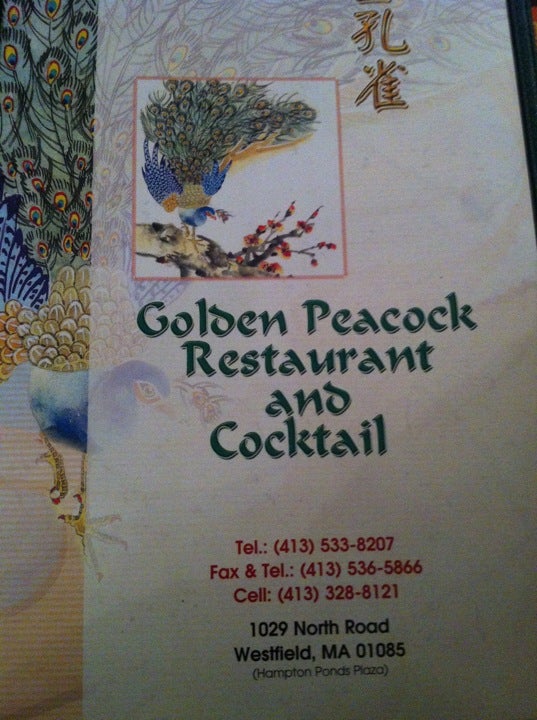 孔雀
Golden Peacock
Restaurant
and
Cocktail
Tel.: (413) 533-8207
Fax & Tel.: (413) 536-5866
Cell: (413) 328-8121
1029 North Road
Westfield, MA 01085
(Hampton Ponds Plaza)